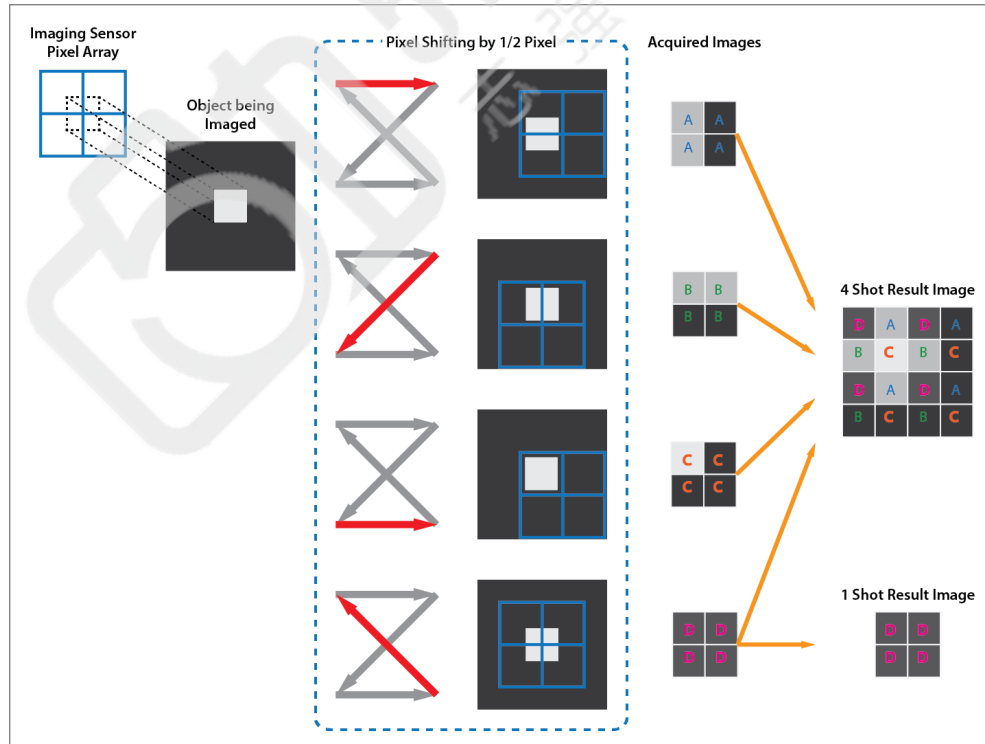 Imaging Sensor
Pixel Array
Object being
Imaged
Pixel Shifting by 1/2 Pixel
Acquired Images
A A
A A
B B
B B
C C
C C
D D
D D
4 Shot Result Image
D A D A
B C B C
D A D A
B C B C
1 Shot Result Image
D D
D D